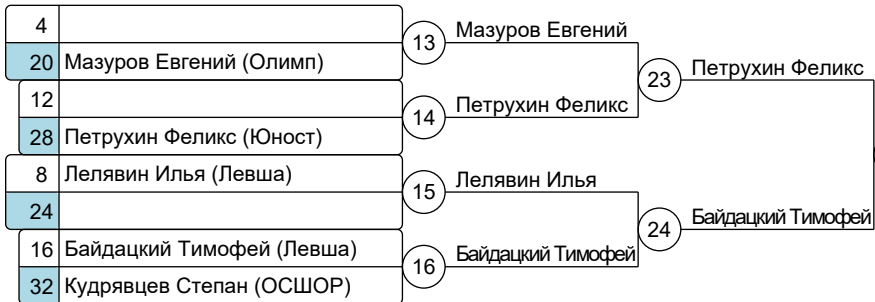 4
20 Мазуров Евгений (Олимп)
12
28 Петрухин Феликс (Юност)
8 Лелявин Илья (Левша)
24
16 Байдацкий Тимофей (Левша)
32 Кудрявцев Степан (ОСШОР)
13 Мазуров Евгений
14 Петрухин Феликс
15 Лелявин Илья
16 Байдацкий Тимофей
23 Петрухин Феликс
24 Байдацкий Тимофей